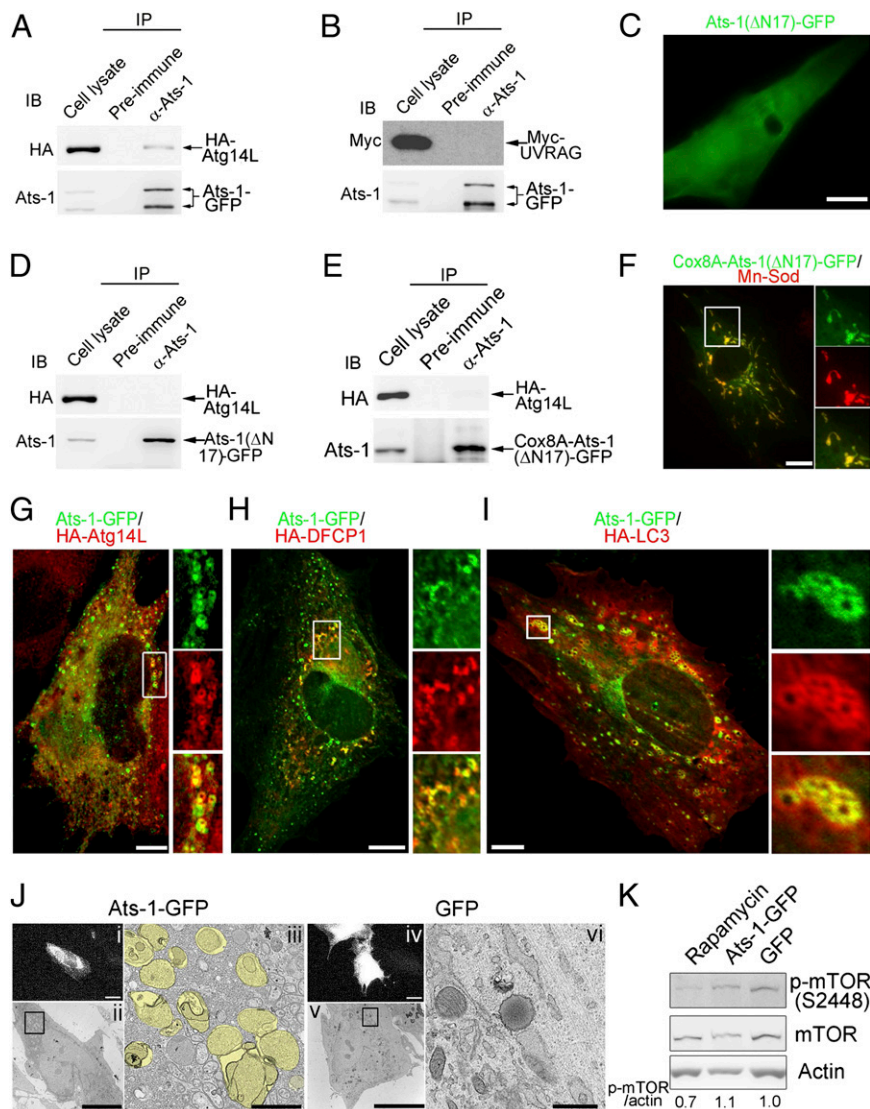 A
IP
Cell lysate
Pre-immune
α-Ats-1
IB
HA
HA-
Atg14L
Ats-1
Ats-1-
GFP
B
IP
Cell lysate
Pre-immune
α-Ats-1
IB
Myc
Myc-
UVRAG
Ats-1
Ats-1-
GFP
C
Ats-1(ΔN17)-GFP
D
IP
Cell lysate
Pre-immune
α-Ats-1
IB
HA
HA-
Atg14L
Ats-1
Ats-1(ΔN
17)-GFP
E
IP
Cell lysate
Pre-immune
α-Ats-1
IB
HA
HA-
Atg14L
Ats-1
Cox8A-Ats-1
(ΔN17)-GFP
F
Cox8A-Ats-1(ΔN17)-GFP/
Mn-Sod
G
Ats-1-GFP/
HA-Atg14L
H
Ats-1-GFP/
HA-DFCP1
I
Ats-1-GFP/
HA-LC3
J
Ats-1-GFP
GFP
i
ii
iii
iv
v
vi
K
Rapamycin
Ats-1-GFP
GFP
p-mTOR
(S2448)
mTOR
Actin
p-mTOR
/actin 0.7 1.1 1.0